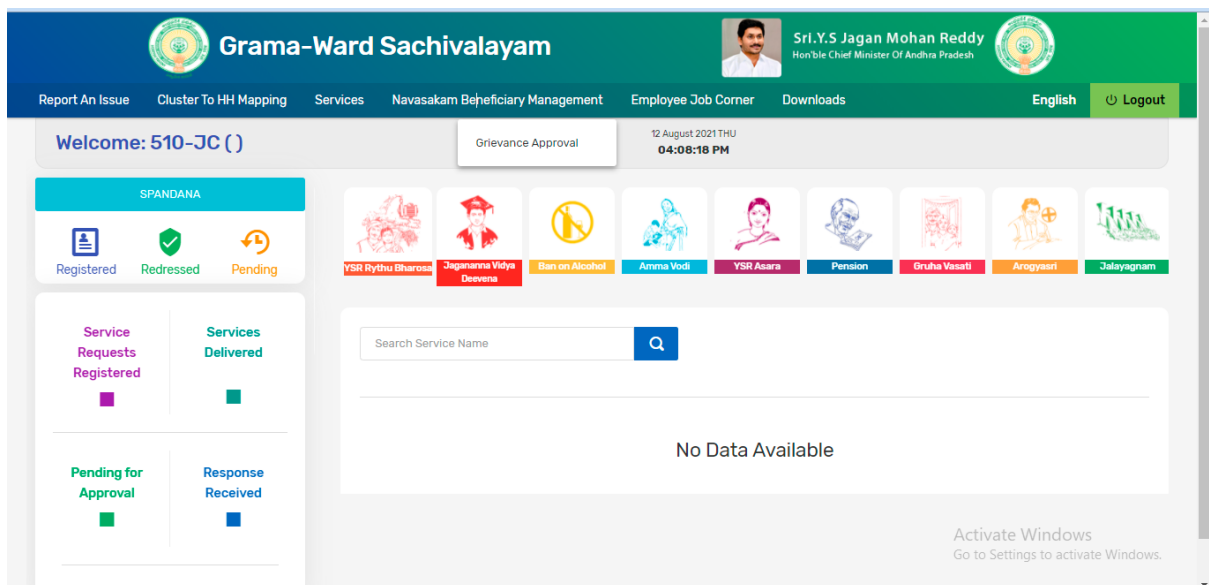 Grama-Ward Sachivalayam
Sri.Y.S Jagan Mohan Reddy
Hon'ble Chief Minister Of Andhra Pradesh
Report An Issue Cluster To HH Mapping Services Navasakam Beneficiary Management Employee Job Corner Downloads English Logout
Welcome: 510-JC ( )
Grievance Approval
12 August 2021 THU
04:08:18 PM
SPANDANA
Registered Redressed Pending
YSR Rythu Bharosa Jagananna Vidya Ban on Alcohol Amma Vodi YSR Asara Pension Gruha Vasati Arogyasri Jalayagnam
Deevena
Service Services
Requests Delivered
Registered
Search Service Name
No Data Available
Pending for Response
Approval Received
Activate Windows
Go to Settings to activate Windows.